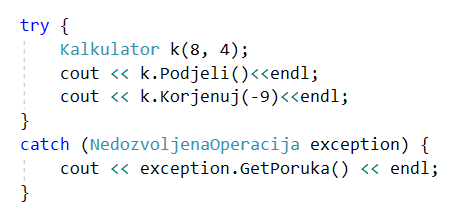 try {
Kalkulator k(8, 4);
cout << k.Podjeli()<<endl;
cout << k.Korjenuj(-9)<<endl;
}
catch (NedozvoljenaOperacija exception) {
cout << exception.GetPoruka() << endl;
}